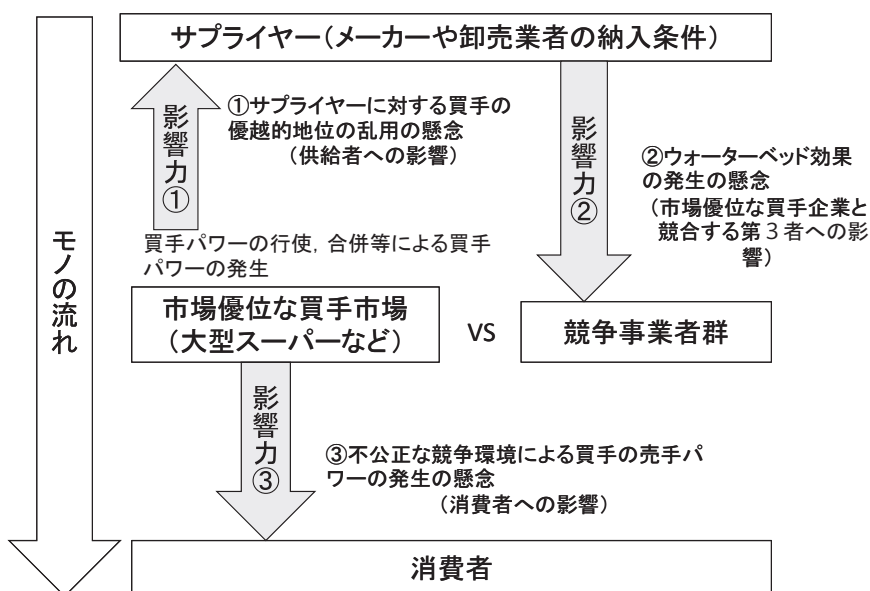 サプライヤー（メーカーや卸売業者の納入条件）
影響力①
①サプライヤーに対する買手の
優越的地位の乱用の懸念
（供給者への影響）
影響力②
②ウォーターベッド効果
の発生の懸念
（市場優位な買手企業と
競合する第３者への影
響）
買手パワーの行使，合併等による買手
パワーの発生
モノの流れ
市場優位な買手市場
（大型スーパーなど）
VS
競争事業者群
影響力③
③不公正な競争環境による買手の売手パ
ワーの発生の懸念
（消費者への影響）
消費者